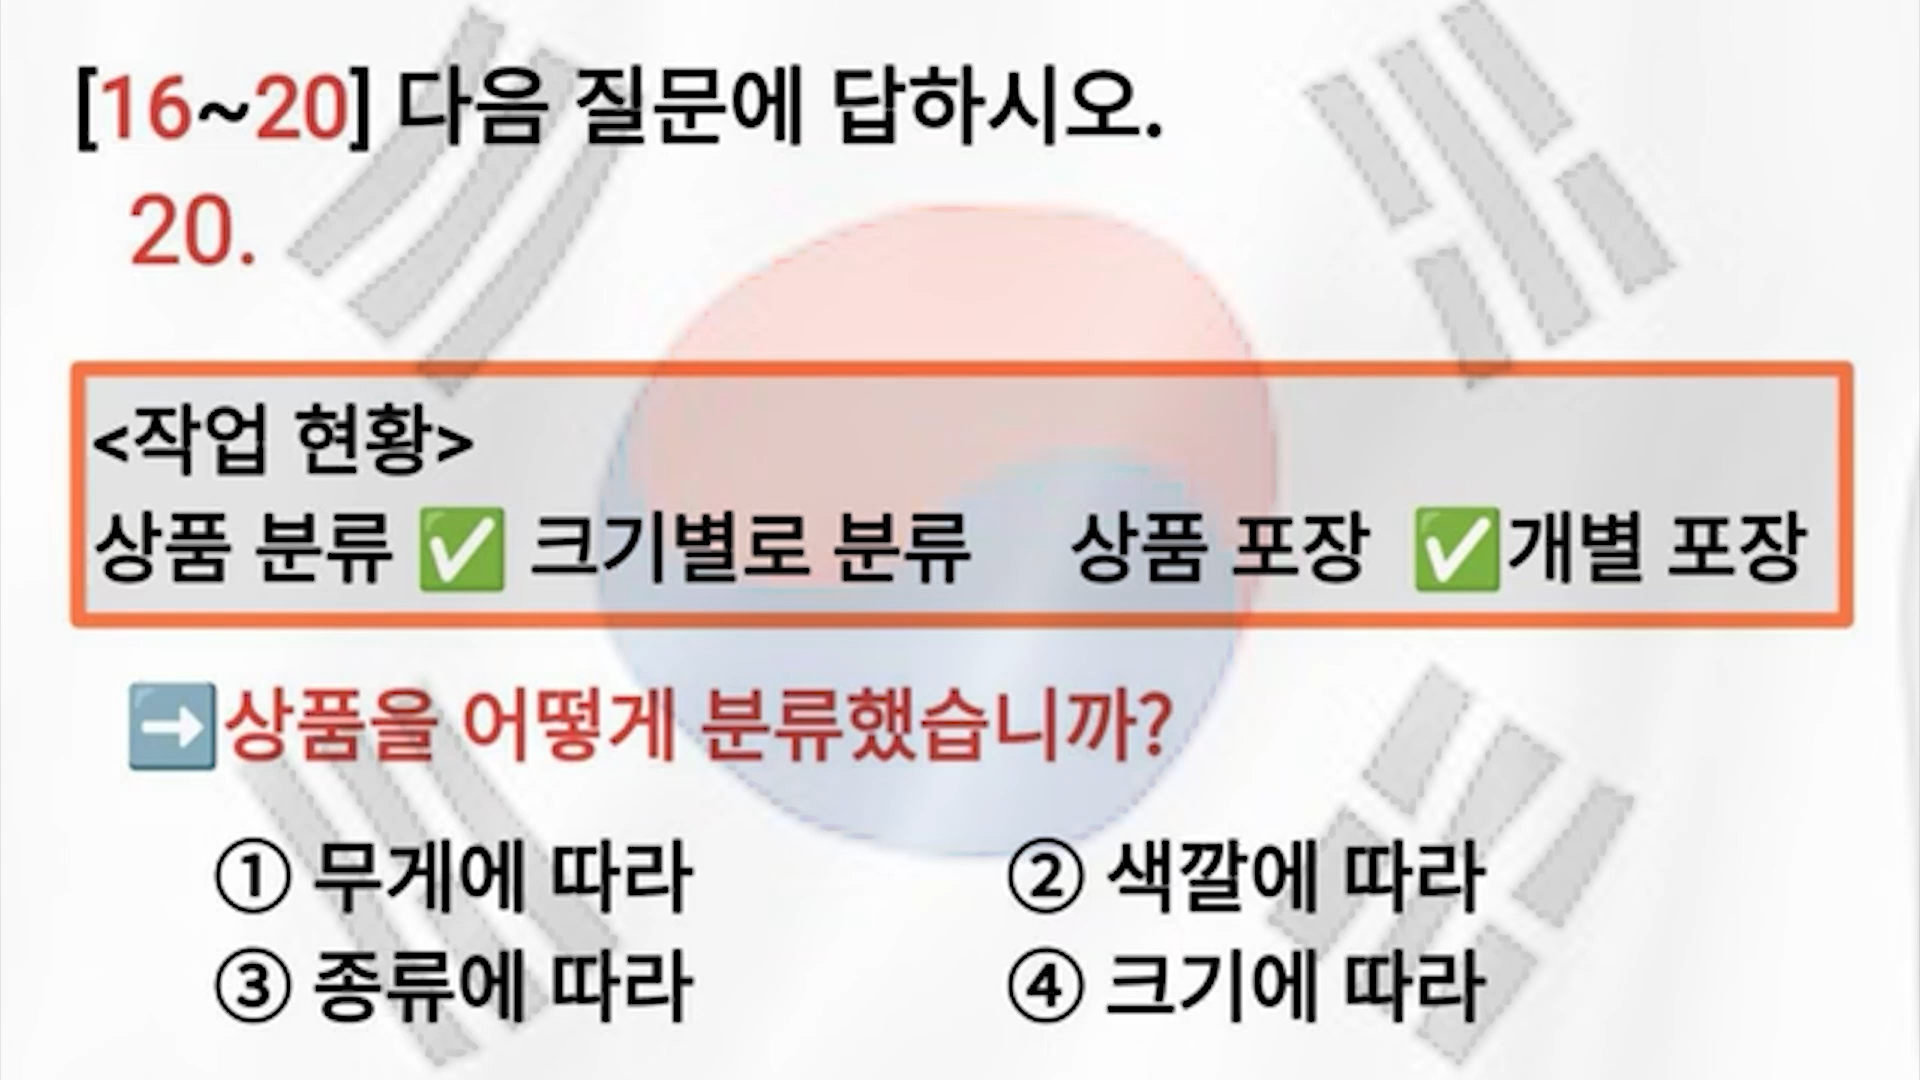 [16~20] 다음 질문에 답하시오.
20.
<작업 현황>
상품 분류 ✅ 크기별로 분류 상품 포장 ✅개별 포장
➡️상품을 어떻게 분류했습니까?
① 무게에 따라 ② 색깔에 따라
③ 종류에 따라 ④ 크기에 따라